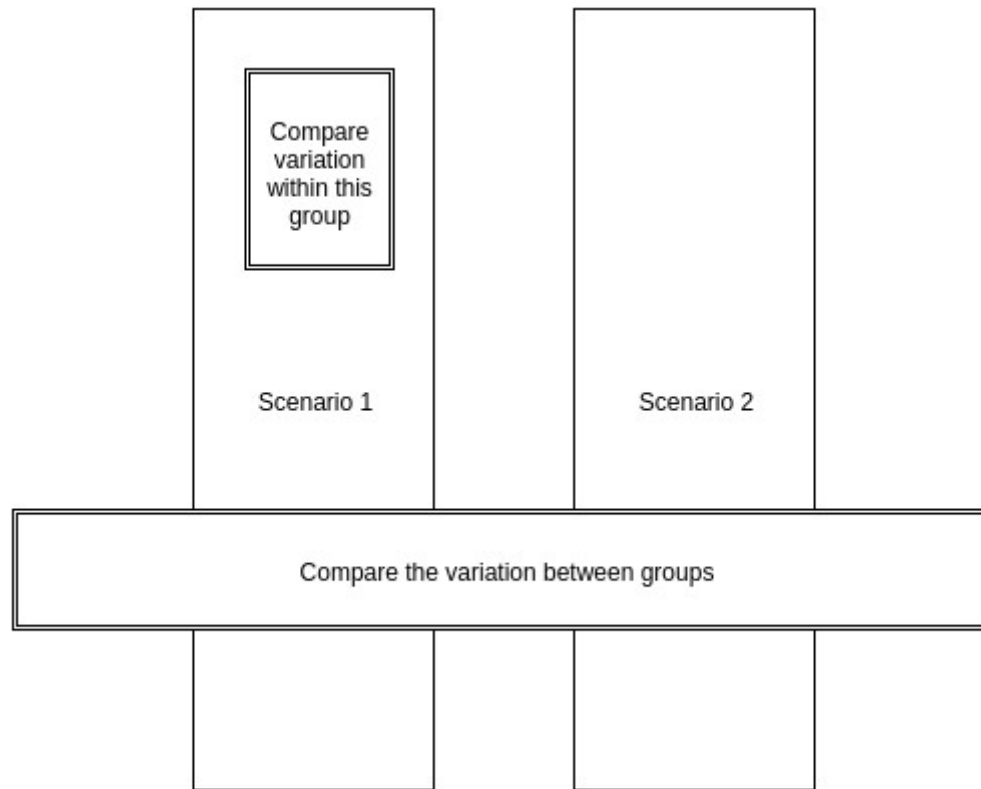 Compare
variation
within this
group
Scenario 1
Scenario 2
Compare the variation between groups